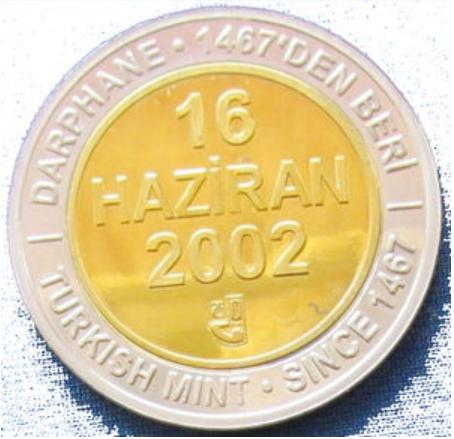 DARPHANE • 1467'DEN BERİ
16
HAZİRAN
2002
TURKISH MINT • SINCE 1467